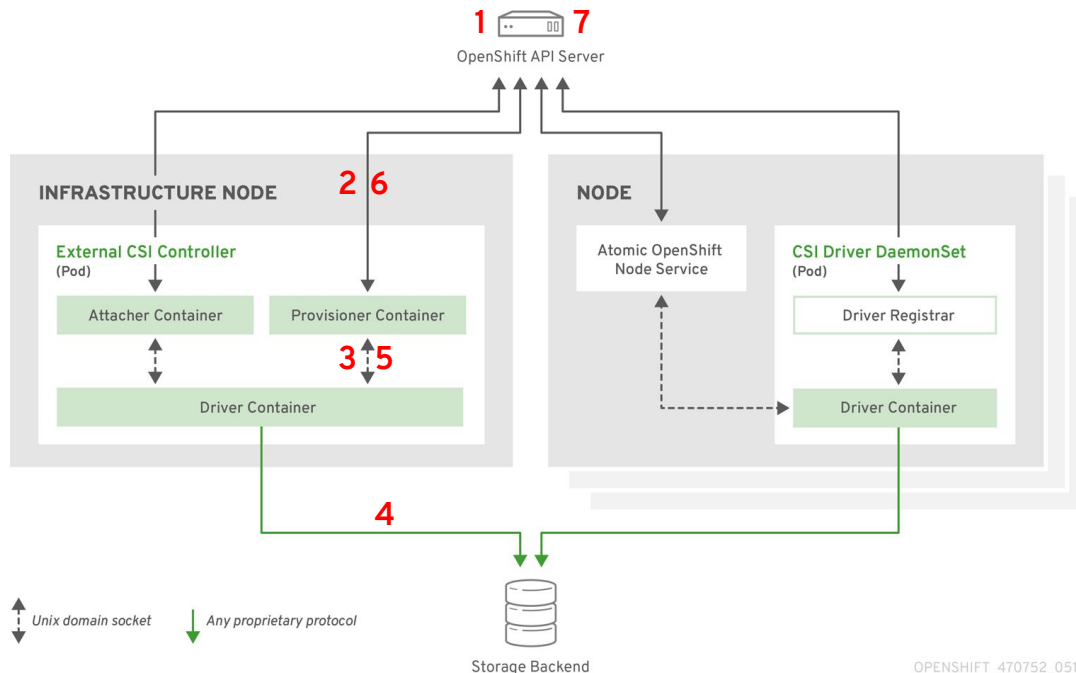 1 7
OpenShift API Server
INFRASTRUCTURE NODE
2 6
External CSI Controller
(Pod)
Attacher Container
Provisioner Container
3 5
Driver Container
NODE
Atomic OpenShift
Node Service
CSI Driver DaemonSet
(Pod)
Driver Registrar
Driver Container
4
Unix domain socket
Any proprietary protocol
Storage Backend
OPENSHIFT_470752_051